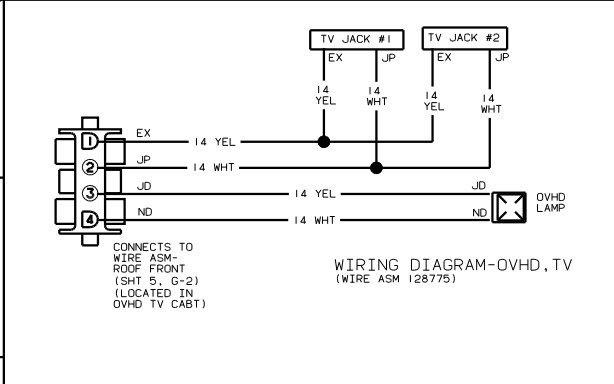 TV JACK #1
TV JACK #2
EX
JP
EX
JP
14
YEL
14
WHT
14
YEL
14
WHT
1
EX
14 YEL
2
JP
14 WHT
3
JD
14 YEL
JD
4
ND
14 WHT
ND
OVHD
LAMP
CONNECTS TO
WIRE ASM-
ROOF FRONT
(SHT 5, G-2)
(LOCATED IN
OVHD TV CABT)
WIRING DIAGRAM-OVHD,TV
(WIRE ASM 128775)